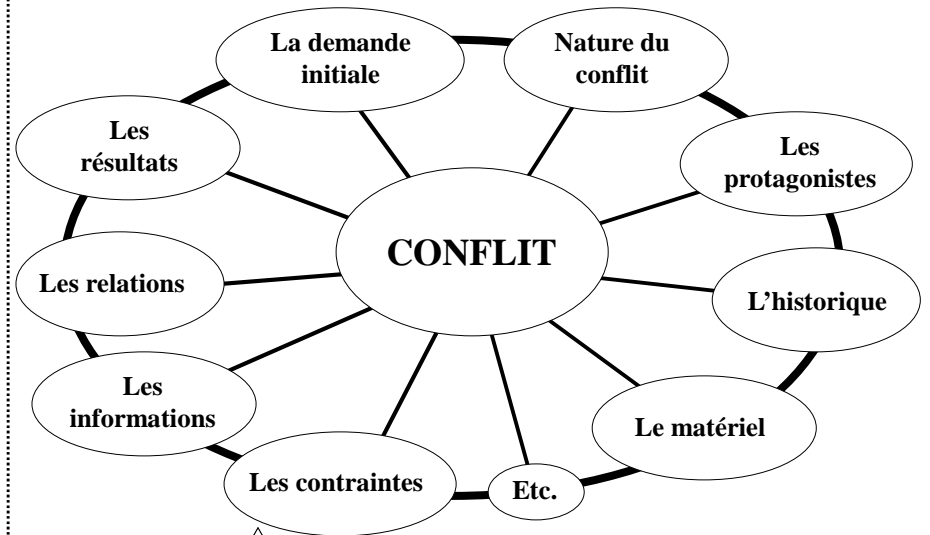 La demande
initiale
Nature du
conflit
Les
résultats
Les
protagonistes
CONFLIT
Les relations
L’historique
Les
informations
Le matériel
Les contraintes
Etc.